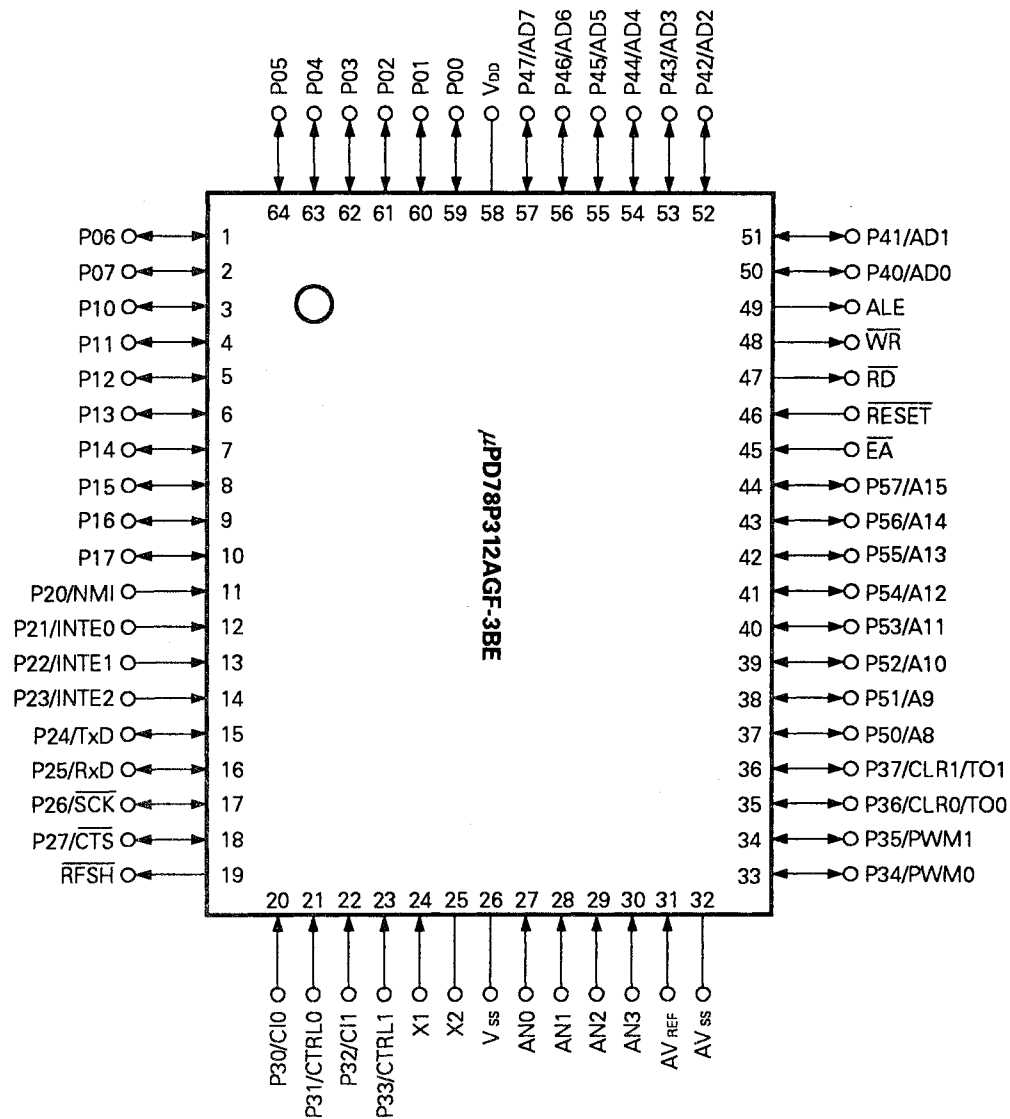 P05 P04 P03 P02 P01 P00 VDD P47/AD7 P46/AD6 P45/AD5 P44/AD4 P43/AD3 P42/AD2
64 63 62 61 60 59 58 57 56 55 54 53 52
P06 1 51 P41/AD1
P07 2 50 P40/AD0
P10 3 49 ALE
P11 4 48 W̅R̅
P12 5 47 R̅D̅
P13 6 46 R̅E̅S̅E̅T̅
P14 7 45 E̅A̅
P15 8 44 P57/A15
P16 9 43 P56/A14
P17 10 42 P55/A13
P20/NMI 11 41 P54/A12
P21/INTE0 12 40 P53/A11
P22/INTE1 13 39 P52/A10
P23/INTE2 14 38 P51/A9
P24/TxD 15 37 P50/A8
P25/RxD 16 36 P37/CLR1/TO1
P26/S̅C̅K̅ 17 35 P36/CLR0/TO0
P27/C̅T̅S̅ 18 34 P35/PWM1
R̅F̅S̅H̅ 19 33 P34/PWM0
μPD78P312AGF-3BE
20 21 22 23 24 25 26 27 28 29 30 31 32
P30/CI0 P31/CTRL0 P32/CI1 P33/CTRL1 X1 X2 VSS AN0 AN1 AN2 AN3 AVREF AVSS